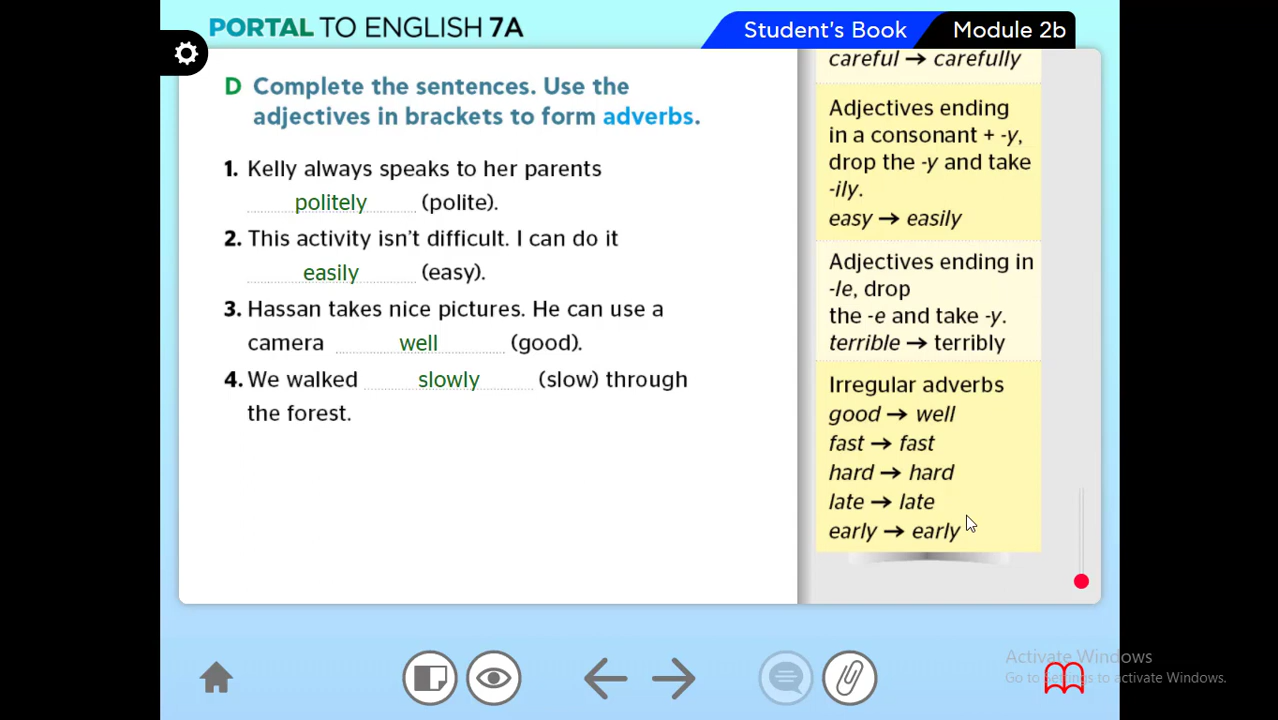 PORTAL TO ENGLISH 7A
Student's Book
Module 2b
D Complete the sentences. Use the
adjectives in brackets to form adverbs.
1. Kelly always speaks to her parents
politely (polite).
2. This activity isn't difficult. I can do it
easily (easy).
3. Hassan takes nice pictures. He can use a
camera well (good).
4. We walked slowly (slow) through
the forest.
careful → carefully
Adjectives ending
in a consonant + -y,
drop the -y and take
-ily.
easy → easily
Adjectives ending in
-le, drop
the -e and take -y.
terrible → terribly
Irregular adverbs
good → well
fast → fast
hard → hard
late → late
early → early
Activate Windows
Go to Settings to activate Windows.